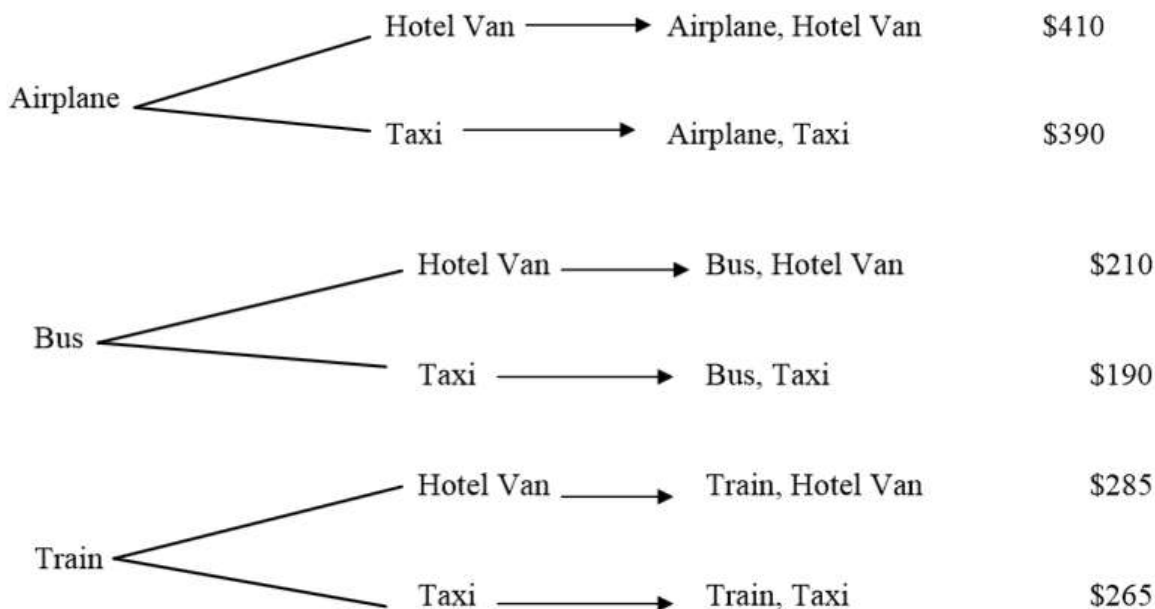 Hotel Van Airplane, Hotel Van $410
Airplane
Taxi Airplane, Taxi $390
Hotel Van Bus, Hotel Van $210
Bus
Taxi Bus, Taxi $190
Hotel Van Train, Hotel Van $285
Train
Taxi Train, Taxi $265